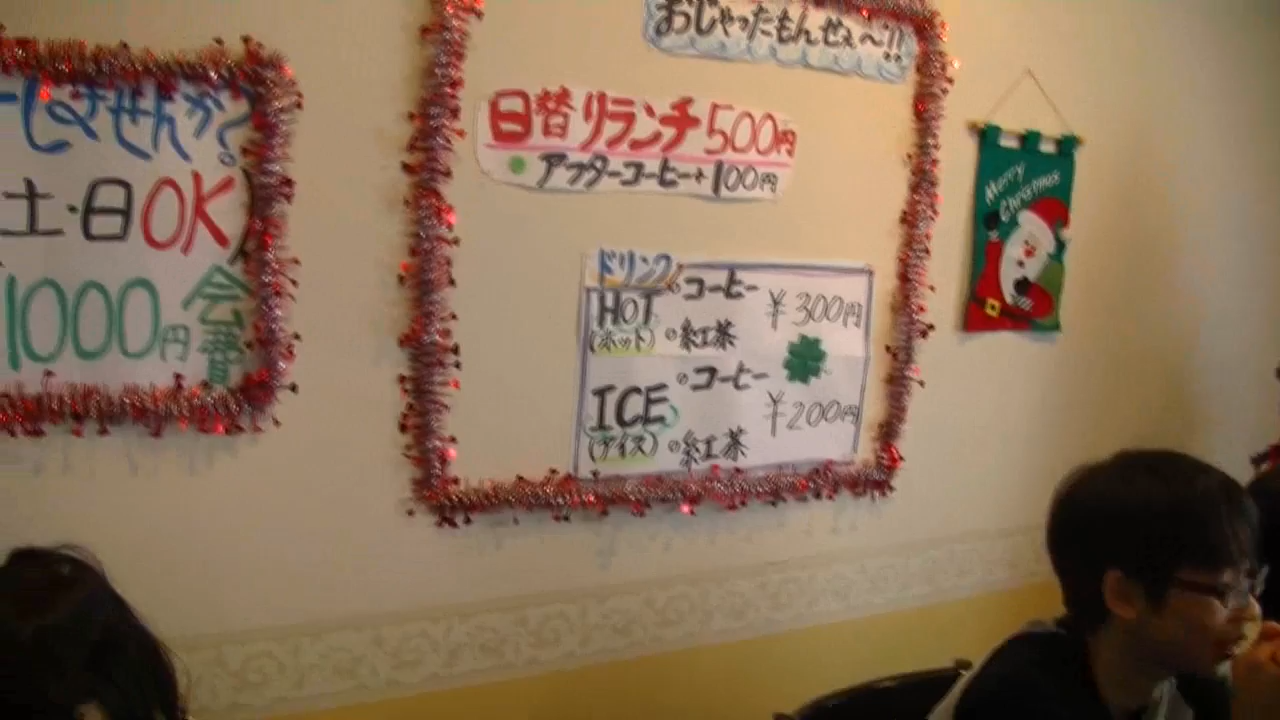 ーしませんか?
土・日OK)
1000円会費
おじゃったもんせぇ〜!!
日替リランチ500円
アフターコーヒー+100円
ドリンク
HOT コーヒー ¥300円
(ホット) 紅茶
ICE コーヒー ¥200円
(アイス) 紅茶
Merry
Christmas